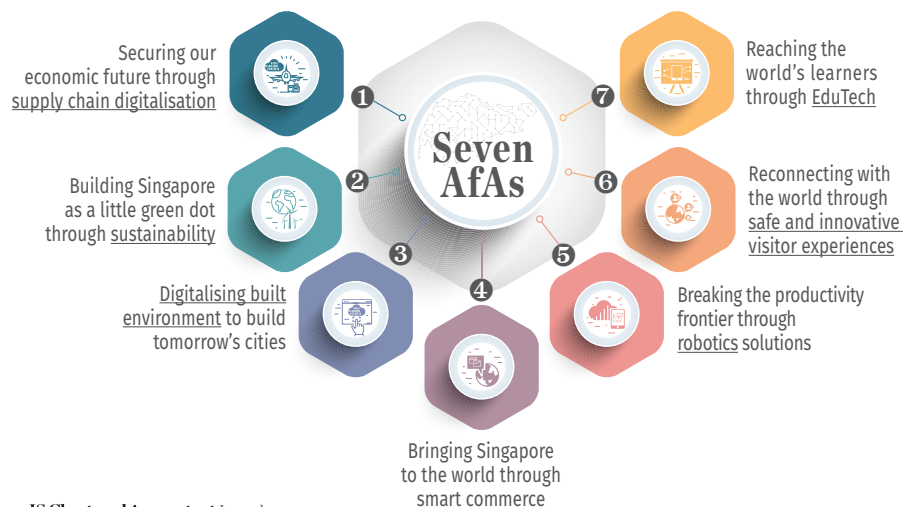 Securing our
economic future through
supply chain digitalisation
1
Building Singapore
as a little green dot
through sustainability
2
Digitalising built
environment to build
tomorrow's cities
3
Seven
AfAs
4
Bringing Singapore
to the world through
smart commerce
5
Breaking the productivity
frontier through
robotics solutions
6
Reconnecting with
the world through
safe and innovative
visitor experiences
7
Reaching the
world's learners
through EduTech